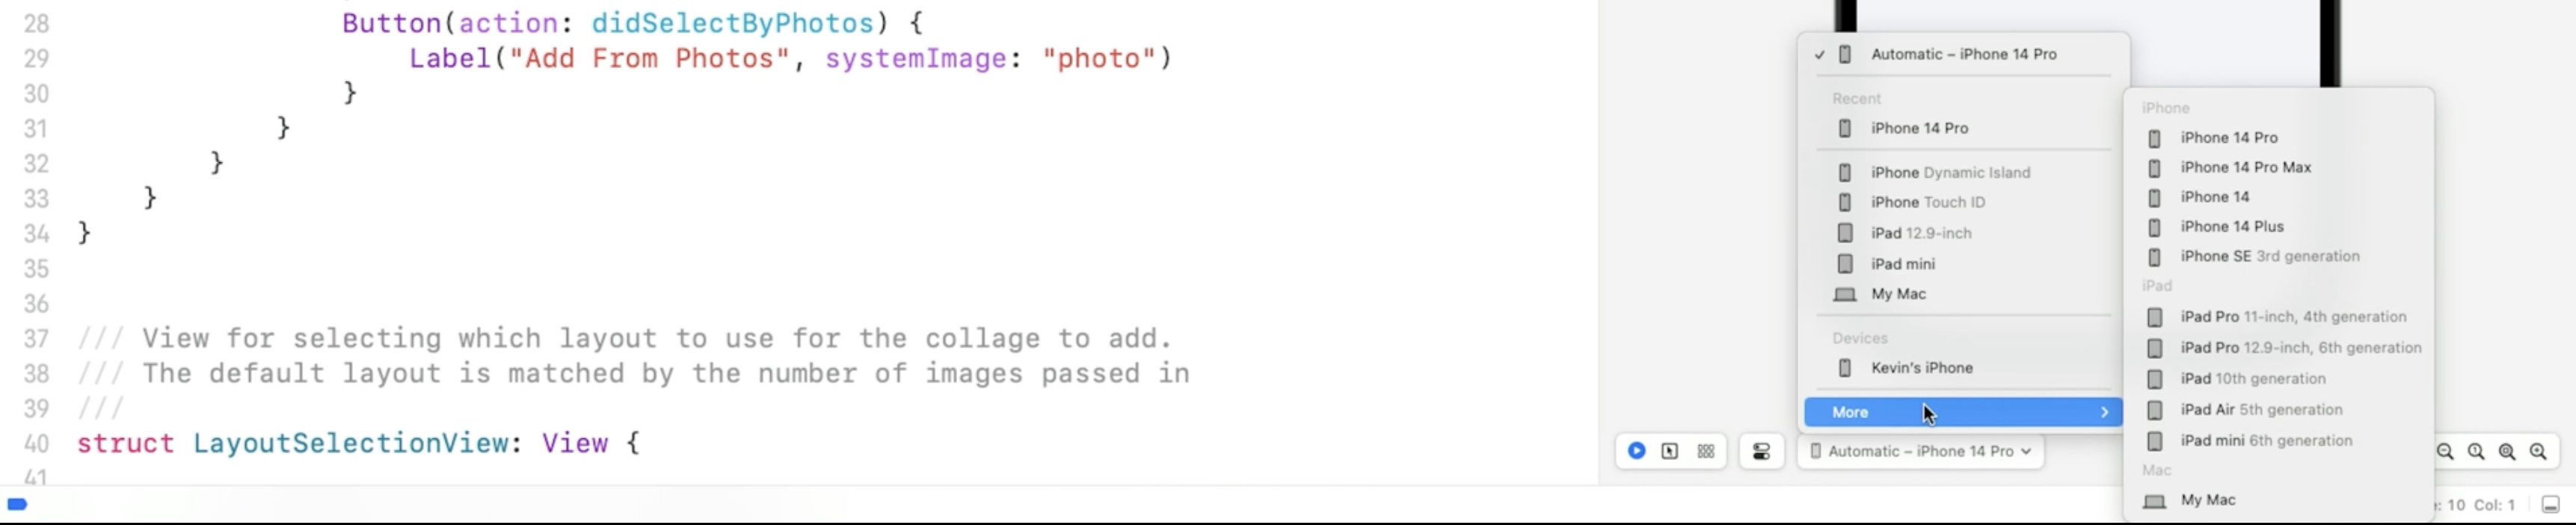 28 Button(action: didSelectByPhotos) {
29 Label("Add From Photos", systemImage: "photo")
30 }
31 }
32 }
33 }
34 }
35
36
37 /// View for selecting which layout to use for the collage to add.
38 /// The default layout is matched by the number of images passed in
39 ///
40 struct LayoutSelectionView: View {
41
✓ Automatic – iPhone 14 Pro
Recent
iPhone 14 Pro
iPhone Dynamic Island
iPhone Touch ID
iPad 12.9-inch
iPad mini
My Mac
Devices
Kevin's iPhone
More
Automatic – iPhone 14 Pro
iPhone
iPhone 14 Pro
iPhone 14 Pro Max
iPhone 14
iPhone 14 Plus
iPhone SE 3rd generation
iPad
iPad Pro 11-inch, 4th generation
iPad Pro 12.9-inch, 6th generation
iPad 10th generation
iPad Air 5th generation
iPad mini 6th generation
Mac
My Mac
: 10 Col: 1